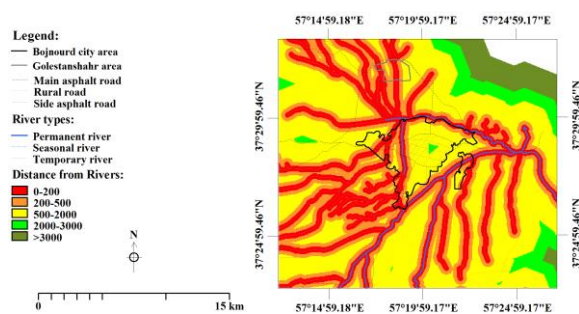 Legend:
Bojnourd city area
Golestanshahr area
Main asphalt road
Rural road
Side asphalt road
River types:
Permanent river
Seasonal river
Temporary river
Distance from Rivers:
0-200
200-500
500-2000
2000-3000
>3000
N
0 15 km
57°14'59.18"E 57°19'59.17"E 57°24'59.16"E
37°29'59.46"N 37°29'59.46"N
37°24'59.46"N 37°24'59.46"N
57°14'59.18"E 57°19'59.17"E 57°24'59.16"E